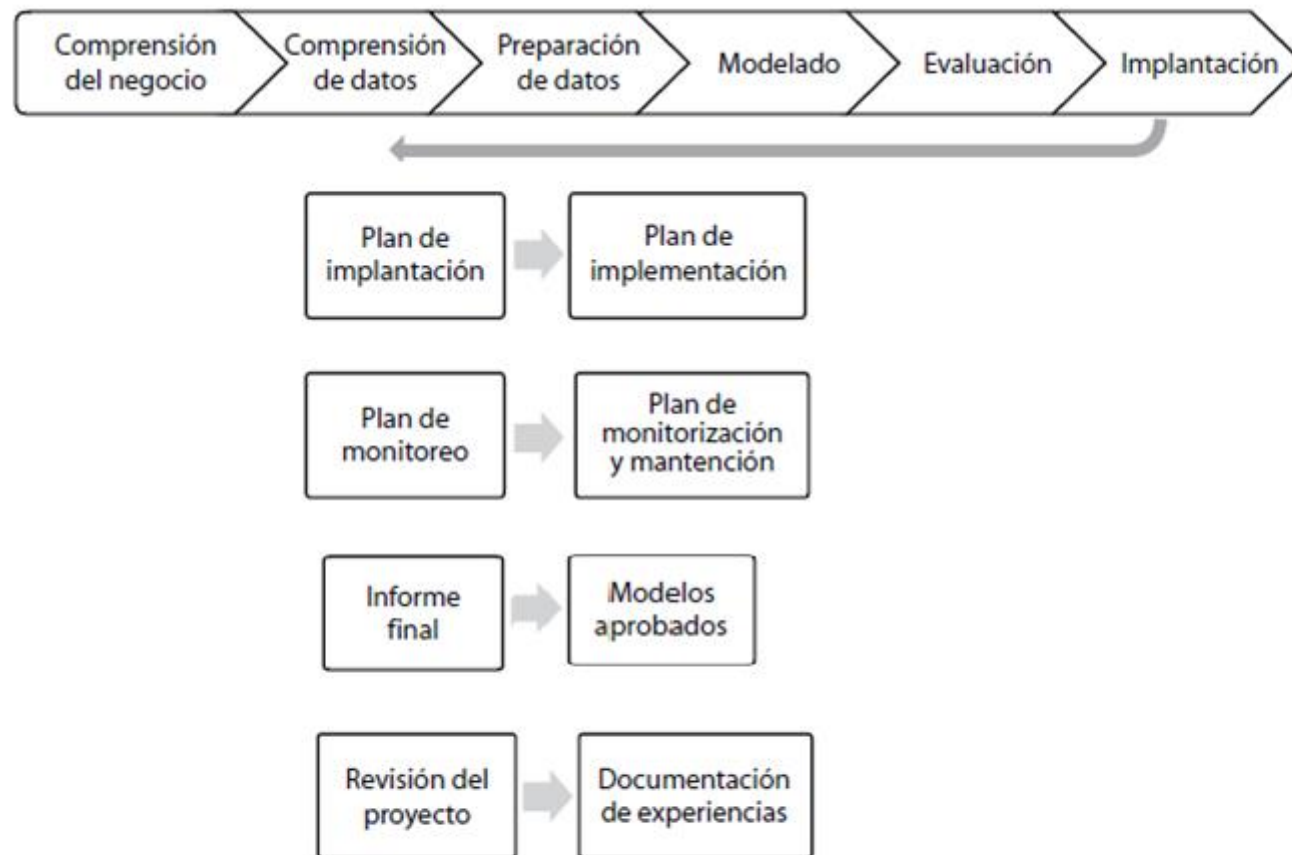 Comprensión
del negocio
Comprensión
de datos
Preparación
de datos
Modelado
Evaluación
Implantación
Plan de
implantación
Plan de
implementación
Plan de
monitoreo
Plan de
monitorización
y mantención
Informe
final
Modelos
aprobados
Revisión del
proyecto
Documentación
de experiencias